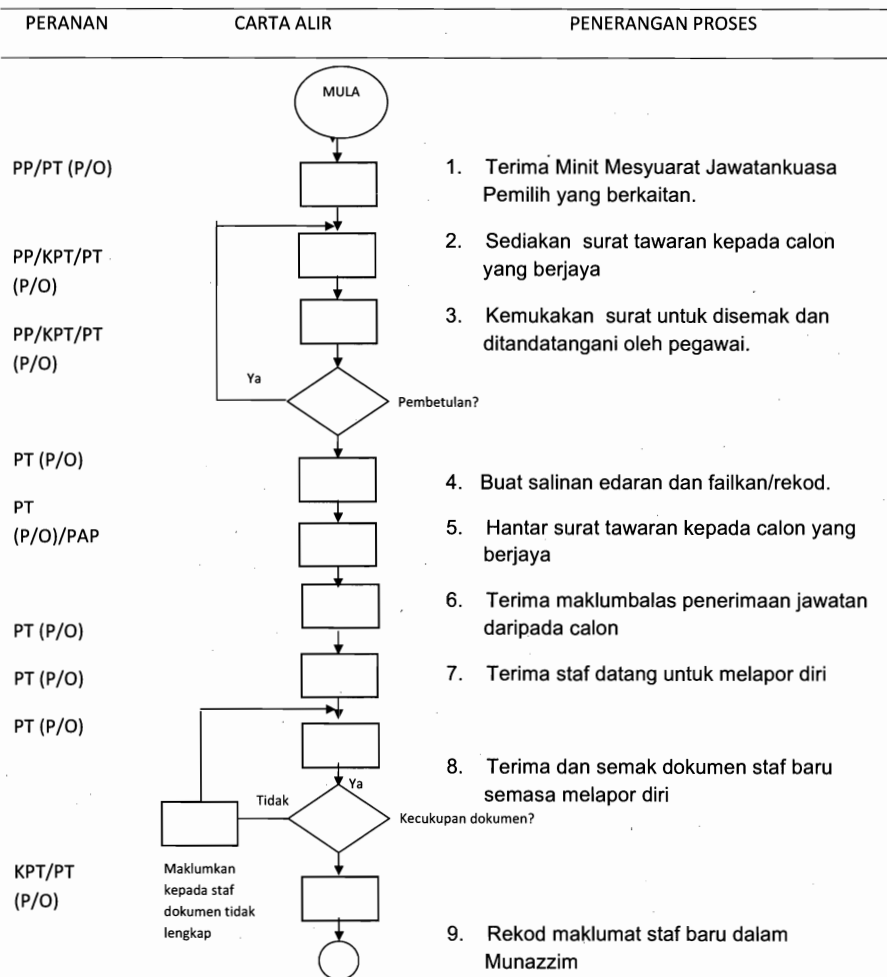 PERANAN CARTA ALIR PENERANGAN PROSES
MULA
PP/PT (P/O)
1. Terima Minit Mesyuarat Jawatankuasa
Pemilih yang berkaitan.
PP/KPT/PT
(P/O)
2. Sediakan surat tawaran kepada calon
yang berjaya
PP/KPT/PT
(P/O)
3. Kemukakan surat untuk disemak dan
ditandatangani oleh pegawai.
Ya
Pembetulan?
PT (P/O)
4. Buat salinan edaran dan failkan/rekod.
PT
(P/O)/PAP
5. Hantar surat tawaran kepada calon yang
berjaya
6. Terima maklumbalas penerimaan jawatan
daripada calon
PT (P/O)
PT (P/O)
7. Terima staf datang untuk melapor diri
PT (P/O)
8. Terima dan semak dokumen staf baru
semasa melapor diri
Ya
Tidak
Kecukupan dokumen?
KPT/PT
(P/O)
Maklumkan
kepada staf
dokumen tidak
lengkap
9. Rekod maklumat staf baru dalam
Munazzim